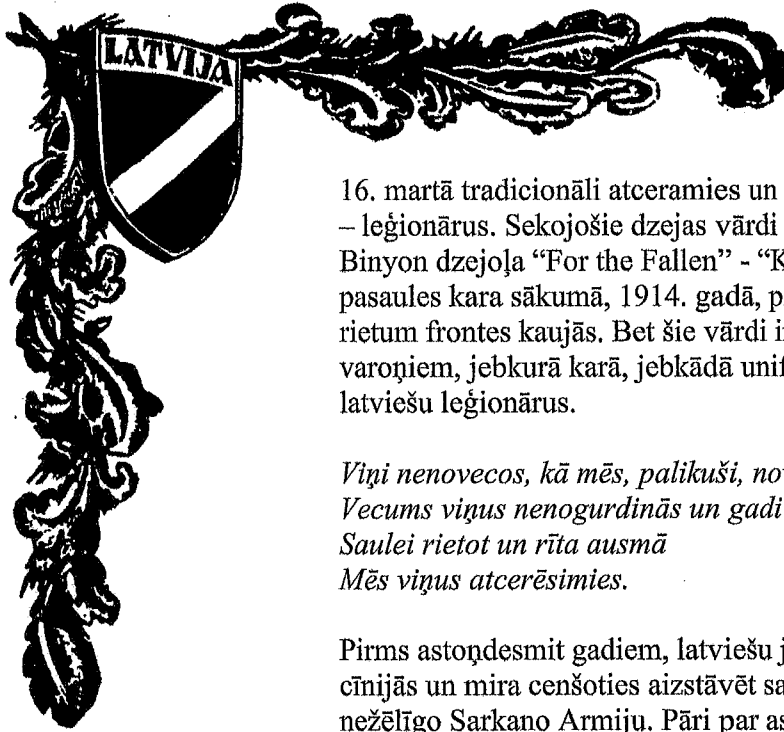 LATVIJA
16. martā tradicionāli atceramies un
– leģionārus. Sekojošie dzejas vārdi
Binyon dzejoļa “For the Fallen” - “K
pasaules kara sākumā, 1914. gadā, p
rietum frontes kaujās. Bet šie vārdi i
varoņiem, jebkurā karā, jebkādā unif
latviešu leģionārus.
Viņi nenovecos, kā mēs, palikuši, no
Vecums viņus nenogurdinās un gadi
Saulei rietot un rīta ausmā
Mēs viņus atcerēsimies.
Pirms astoņdesmit gadiem, latviešu j
cīnijās un mira cenšoties aizstāvēt sa
nežēlīgo Sarkano Armiju. Pāri par as